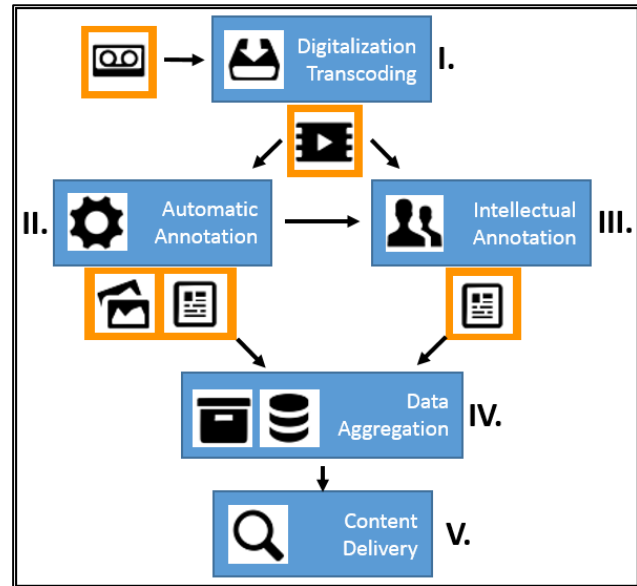 Digitalization
Transcoding
I.
II.
Automatic
Annotation
Intellectual
Annotation
III.
Data
Aggregation
IV.
Content
Delivery
V.